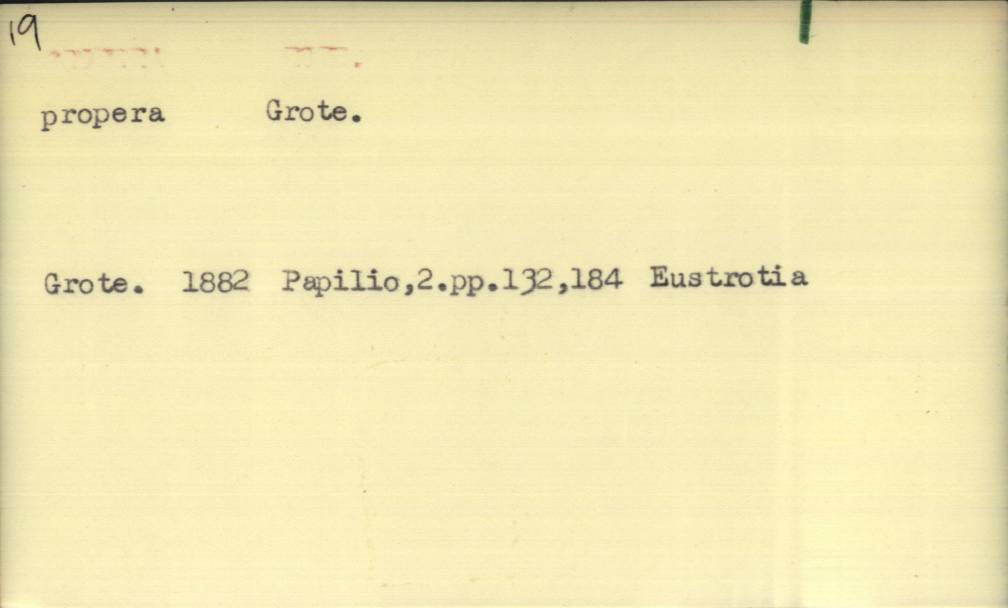 19
propera Grote.
Grote. 1882 Papilio,2.pp.132,184 Eustrotia